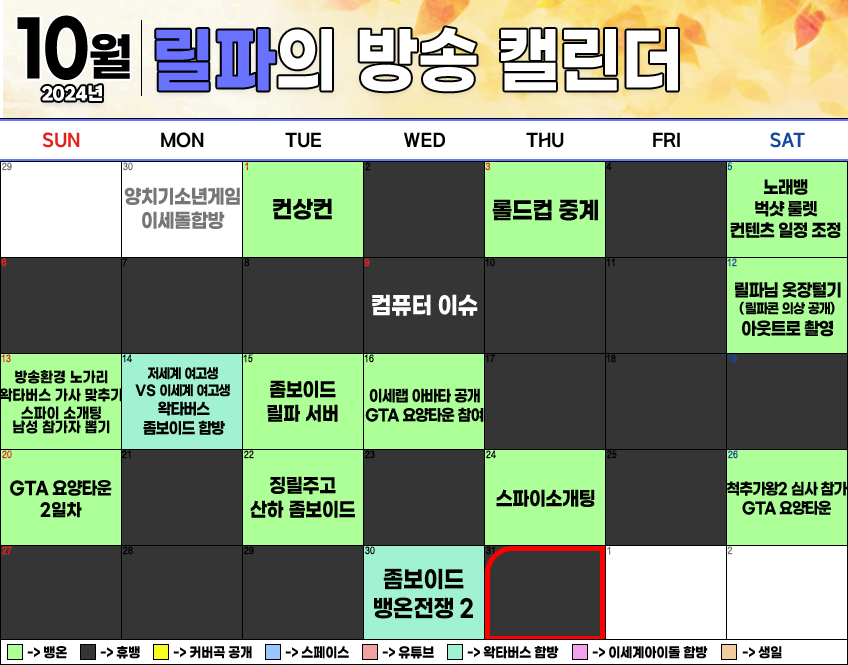 10월
2024년
릴파의 방송 캘린더
SUN MON TUE WED THU FRI SAT
29 30 1 2 3 4 5
양치기소년게임
이세돌합방
컨상컨
롤드컵 중계
노래뱅
벅샷 룰렛
컨텐츠 일정 조정
6 7 8 9 10 11 12
컴퓨터 이슈
릴파님 옷장털기
(릴파콘 의상 공개)
아웃트로 촬영
13 14 15 16 17 18 19
방송환경 노가리
왁타버스 가사 맞추기
스파이 소개팅
남성 참가자 뽑기
저세계 여고생
VS 이세계 여고생
왁타버스
좀보이드 합방
좀보이드
릴파 서버
이세랩 아바타 공개
GTA 요양타운 참여
20 21 22 23 24 25 26
GTA 요양타운
2일차
징릴주고
산하 좀보이드
스파이소개팅
척추가왕2 심사 참가
GTA 요양타운
27 28 29 30 31 1 2
좀보이드
뱅온전쟁 2
-> 뱅온 -> 휴뱅 -> 커버곡 공개 -> 스페이스 -> 유튜브 -> 왁타버스 합방 -> 이세계아이돌 합방 -> 생일